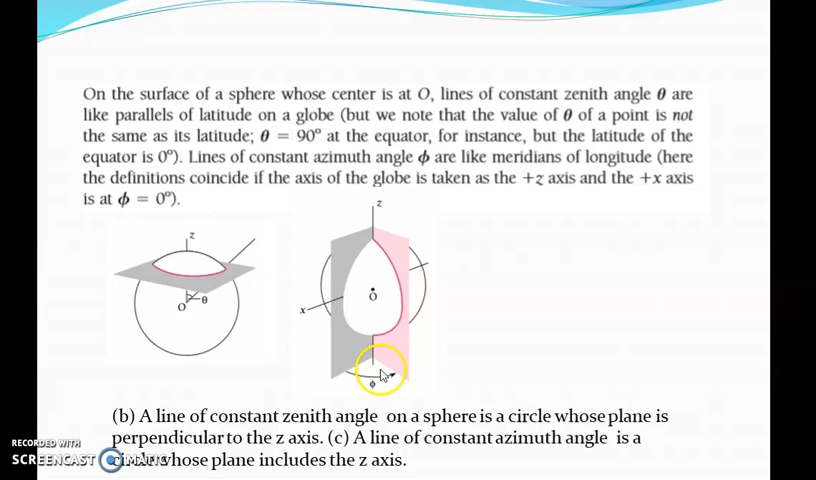 On the surface of a sphere whose center is at O, lines of constant zenith angle θ are
like parallels of latitude on a globe (but we note that the value of θ of a point is not
the same as its latitude; θ = 90° at the equator, for instance, but the latitude of the
equator is 0°). Lines of constant azimuth angle ϕ are like meridians of longitude (here
the definitions coincide if the axis of the globe is taken as the +z axis and the +x axis
is at ϕ = 0°).
z
O
θ
z
O
x
ϕ
(b) A line of constant zenith angle on a sphere is a circle whose plane is
perpendicular to the z axis. (c) A line of constant azimuth angle is a
whose plane includes the z axis.
RECORDED WITH
SCREENCAST MATIC